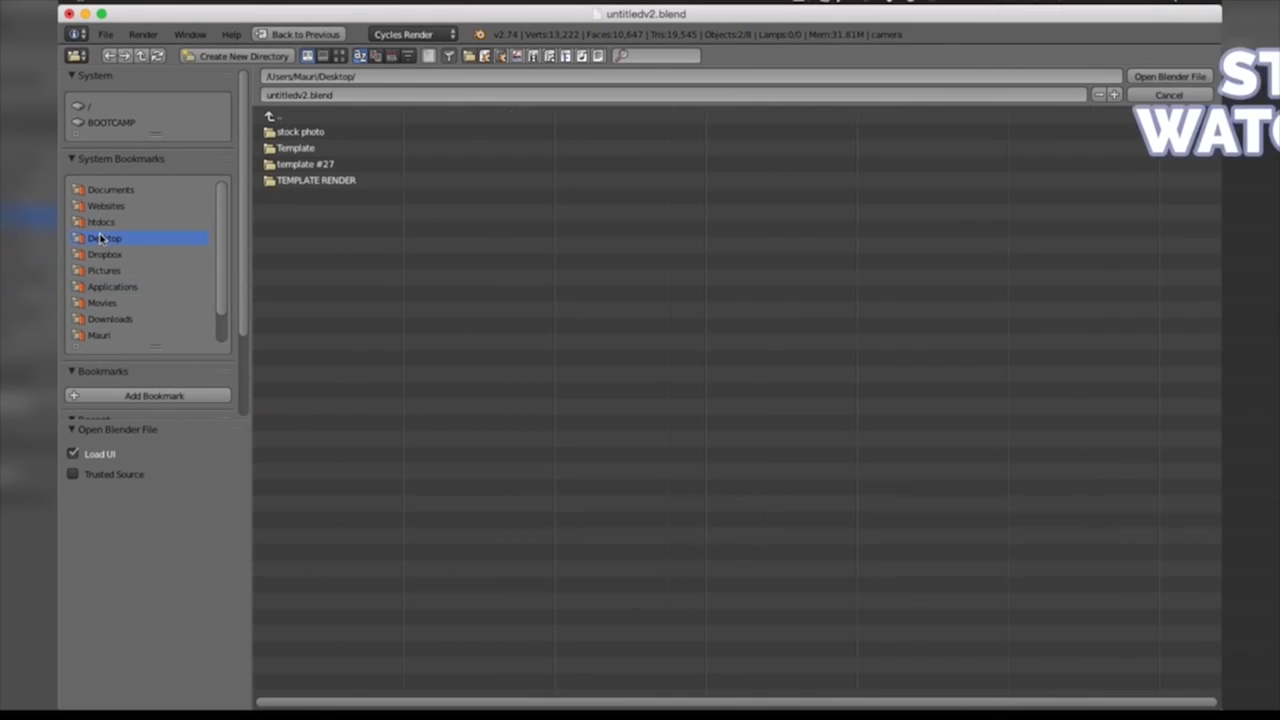 untitledv2.blend
File Render Window Help Back to Previous Cycles Render v2.74 | Verts:13,222 | Faces:10,647 | Tris:19,545 | Objects:2/8 | Lamps:0/0 | Mem:31.81M | camera
Create New Directory
System
/
BOOTCAMP
System Bookmarks
Documents
Websites
htdocs
Desktop
Dropbox
Pictures
Applications
Movies
Downloads
Mauri
Bookmarks
Add Bookmark
Open Blender File
Load UI
Trusted Source
/Users/Mauri/Desktop/
Open Blender File
untitledv2.blend
Cancel
..
stock photo
Template
template #27
TEMPLATE RENDER
ST
WATC